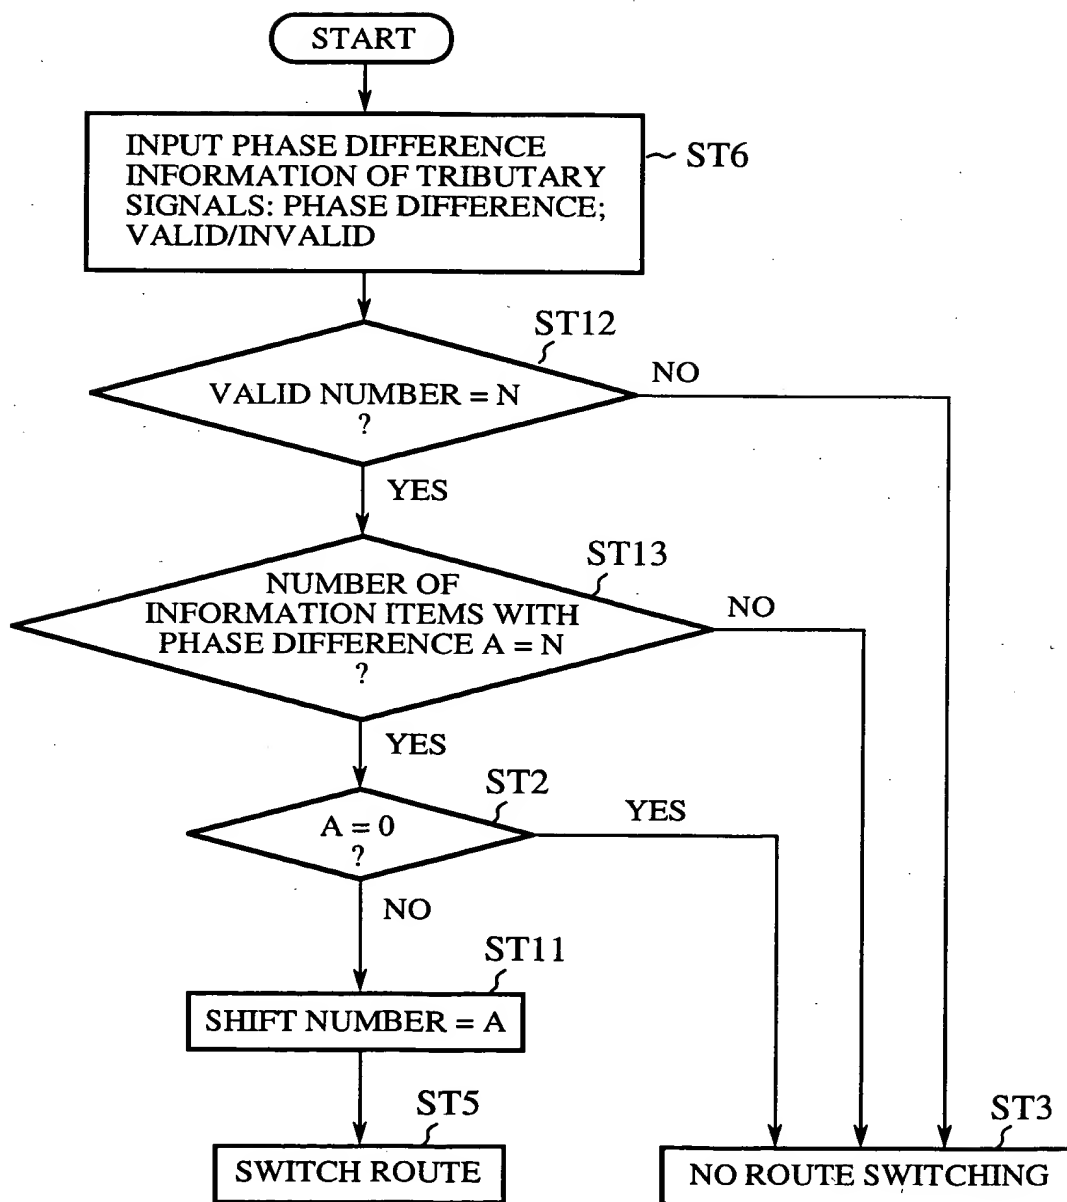 START
INPUT PHASE DIFFERENCE
INFORMATION OF TRIBUTARY
SIGNALS: PHASE DIFFERENCE;
VALID/INVALID
ST6
ST12
VALID NUMBER = N
?
NO
YES
ST13
NUMBER OF
INFORMATION ITEMS WITH
PHASE DIFFERENCE A = N
?
NO
YES
ST2
A = 0
?
YES
NO
ST11
SHIFT NUMBER = A
ST5
SWITCH ROUTE
ST3
NO ROUTE SWITCHING